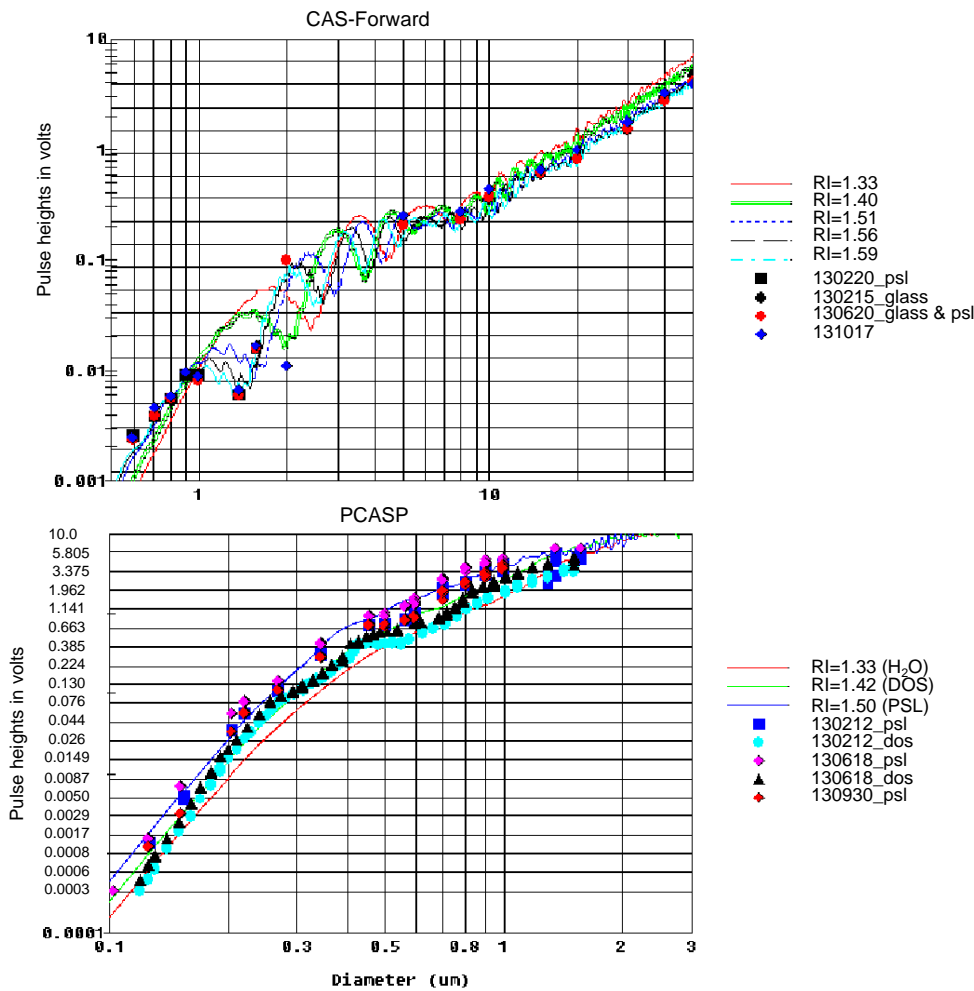 CAS-Forward
10
1
0.1
0.01
0.001
Pulse heights in volts
1
10
RI=1.33
RI=1.40
RI=1.51
RI=1.56
RI=1.59
130220_psl
130215_glass
130620_glass & psl
131017
PCASP
10.0
5.805
3.375
1.962
1.141
0.663
0.385
0.224
0.130
0.076
0.044
0.026
0.0149
0.0087
0.0050
0.0029
0.0017
0.0008
0.0006
0.0003
0.0001
Pulse heights in volts
0.1
0.3
0.5
0.8
1
2
3
Diameter (um)
RI=1.33 (H₂O)
RI=1.42 (DOS)
RI=1.50 (PSL)
130212_psl
130212_dos
130618_psl
130618_dos
130930_psl